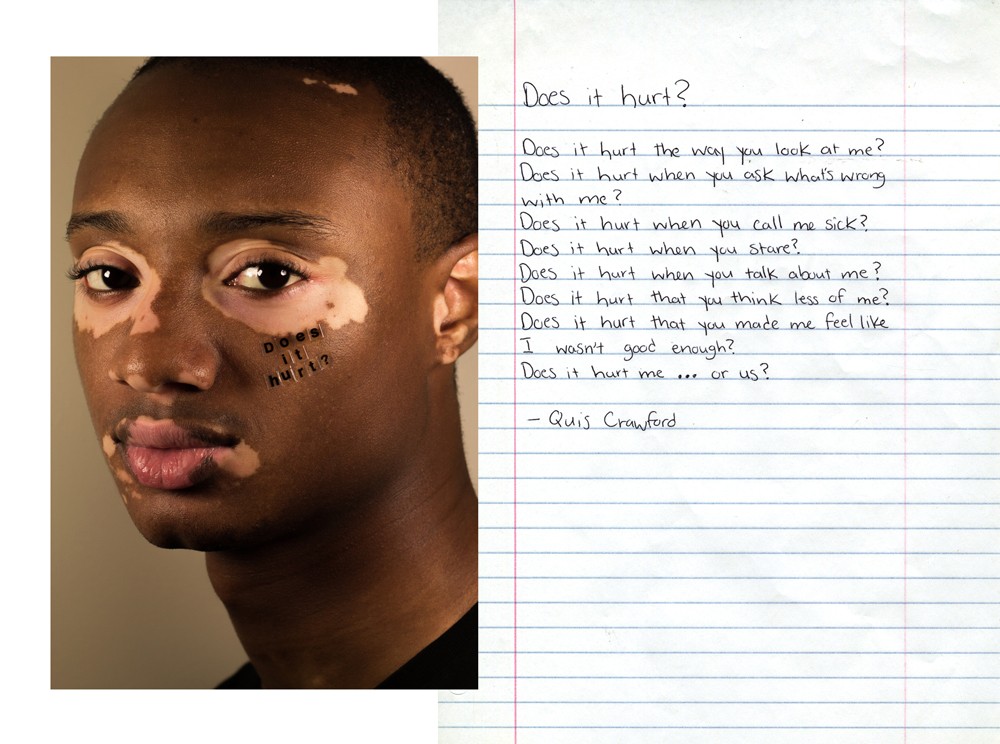 Does
it
hurt?
Does it hurt?
Does it hurt the way you look at me?
Does it hurt when you ask what's wrong
with me?
Does it hurt when you call me sick?
Does it hurt when you stare?
Does it hurt when you talk about me?
Does it hurt that you think less of me?
Does it hurt that you made me feel like
I wasn't good enough?
Does it hurt me ... or us?
– Quis Crawford